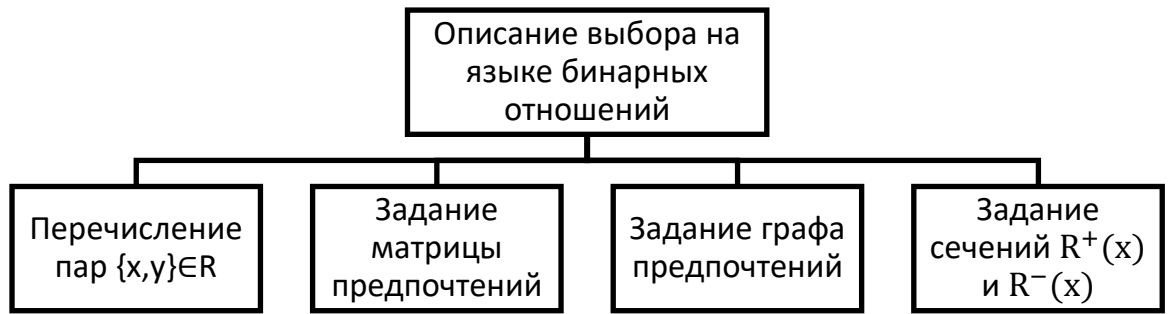 Описание выбора на
языке бинарных
отношений
Перечисление
пар {x,y}∈R
Задание
матрицы
предпочтений
Задание графа
предпочтений
Задание
сечений R⁺(x)
и R⁻(x)